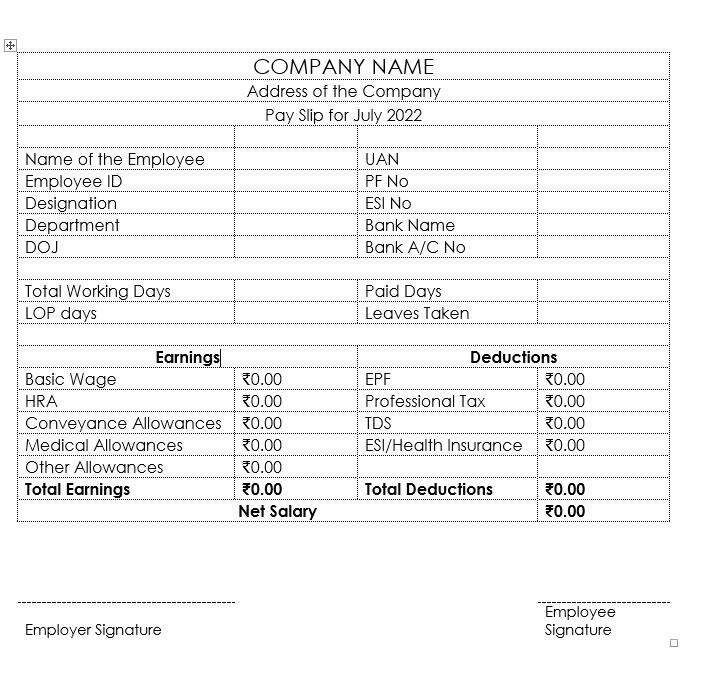 COMPANY NAME
Address of the Company
Pay Slip for July 2022
Name of the Employee UAN
Employee ID PF No
Designation ESI No
Department Bank Name
DOJ Bank A/C No
Total Working Days Paid Days
LOP days Leaves Taken
Earnings Deductions
Basic Wage ₹0.00 EPF ₹0.00
HRA ₹0.00 Professional Tax ₹0.00
Conveyance Allowances ₹0.00 TDS ₹0.00
Medical Allowances ₹0.00 ESI/Health Insurance ₹0.00
Other Allowances ₹0.00
Total Earnings ₹0.00 Total Deductions ₹0.00
Net Salary ₹0.00
Employer Signature
Employee
Signature